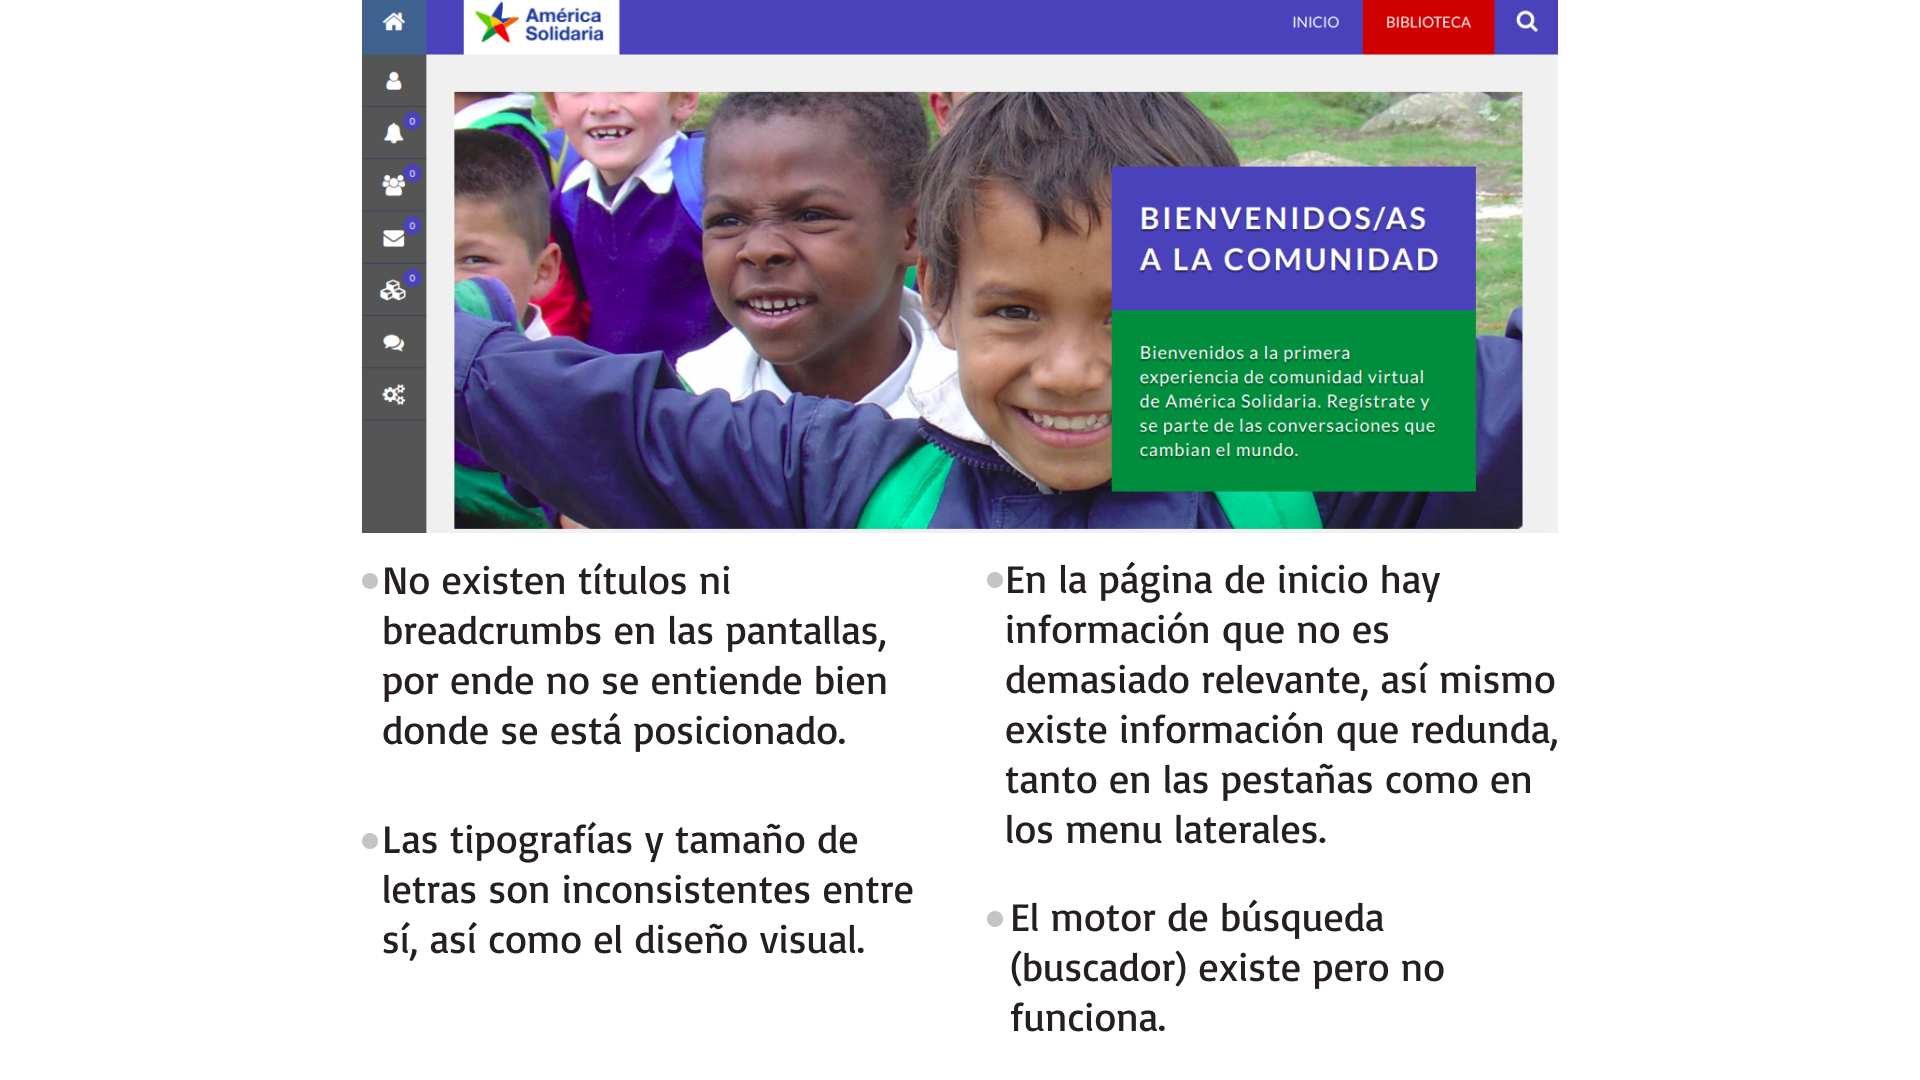 América
Solidaria
INICIO
BIBLIOTECA
0
0
0
0
BIENVENIDOS/AS
A LA COMUNIDAD
Bienvenidos a la primera
experiencia de comunidad virtual
de América Solidaria. Regístrate y
se parte de las conversaciones que
cambian el mundo.
No existen títulos ni
breadcrumbs en las pantallas,
por ende no se entiende bien
donde se está posicionado.
Las tipografías y tamaño de
letras son inconsistentes entre
sí, así como el diseño visual.
En la página de inicio hay
información que no es
demasiado relevante, así mismo
existe información que redunda,
tanto en las pestañas como en
los menu laterales.
El motor de búsqueda
(buscador) existe pero no
funciona.